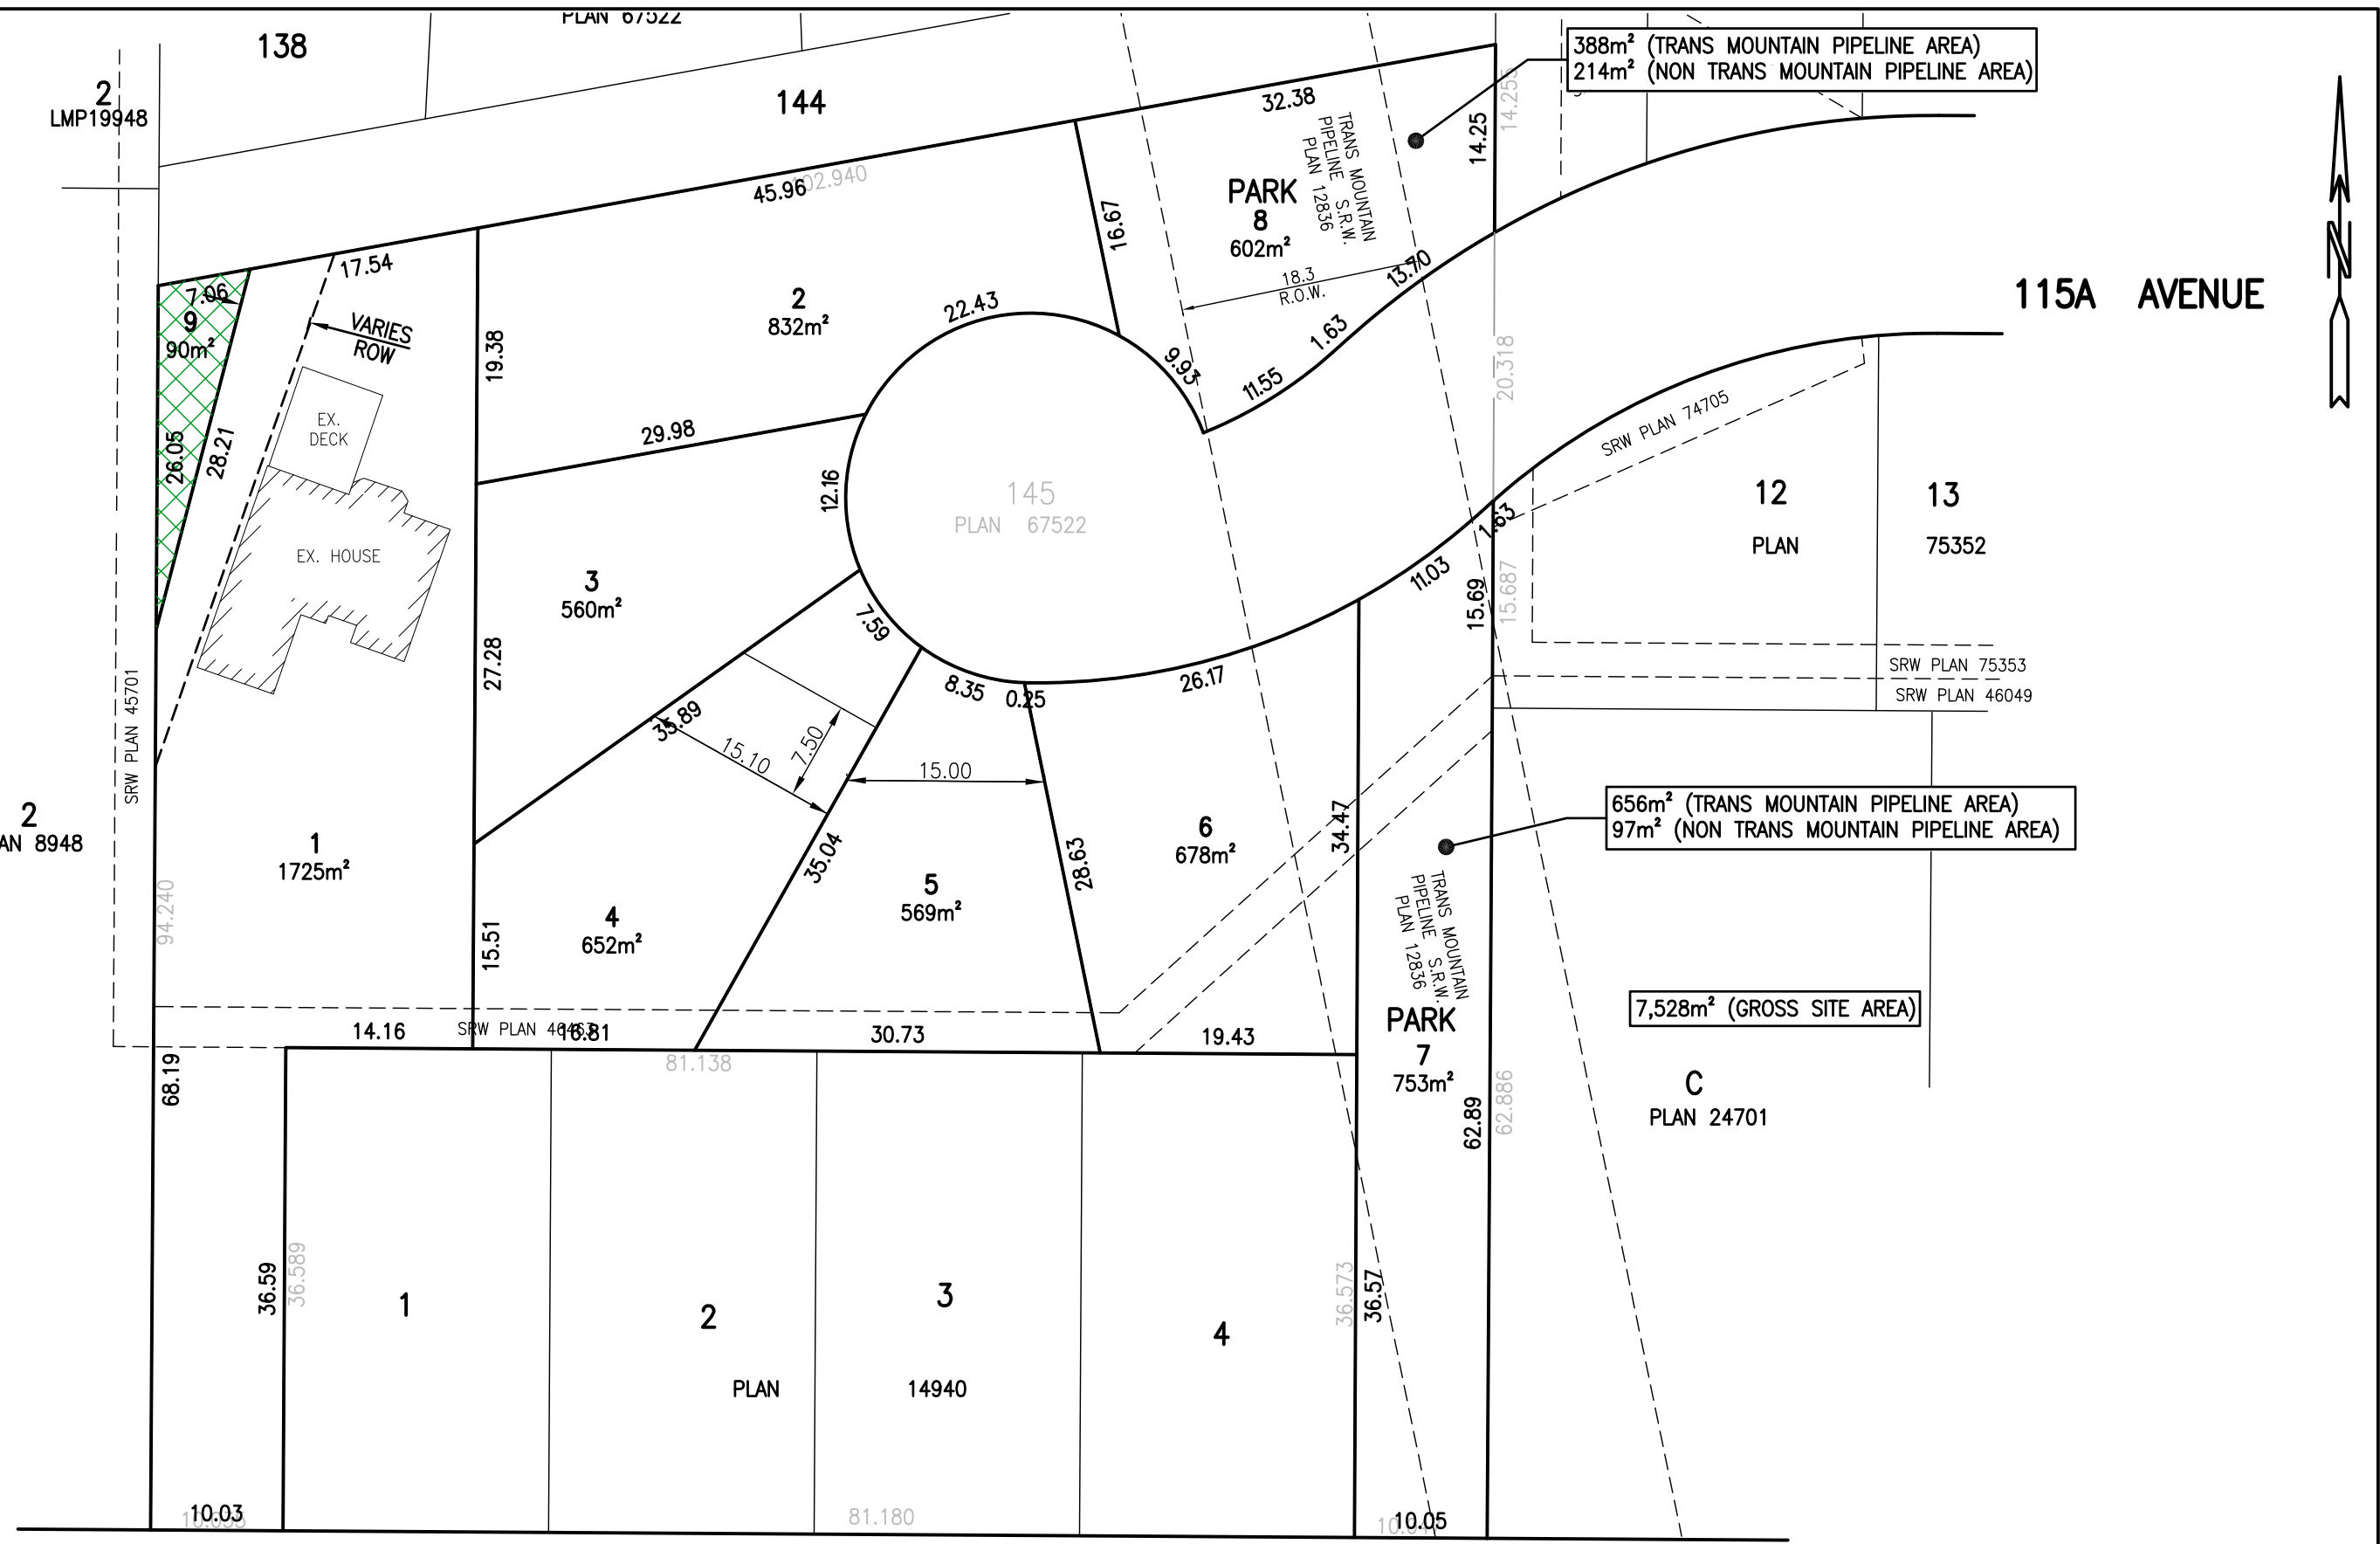 PLAN 67522
138
388m² (TRANS MOUNTAIN PIPELINE AREA)
214m² (NON TRANS MOUNTAIN PIPELINE AREA)
2
LMP19948
144
32.38
14.25
14.255
TRANS MOUNTAIN
PIPELINE S.R.W.
PLAN 12836
45.96
102.940
PARK
8
602m²
16.67
18.3
R.O.W.
13.70
N
115A AVENUE
17.54
7.06
9
90m²
VARIES
ROW
2
832m²
22.43
19.38
9.93
11.55
1.63
20.318
EX.
DECK
26.05
28.21
29.98
12.16
145
PLAN 67522
SRW PLAN 74705
12
13
PLAN
75352
EX. HOUSE
1.63
3
560m²
11.03
15.69
15.687
7.59
27.28
SRW PLAN 75353
SRW PLAN 46049
8.35
0.25
26.17
SRW PLAN 45701
35.89
15.10
7.50
15.00
2
AN 8948
1
1725m²
35.04
28.63
6
678m²
34.47
656m² (TRANS MOUNTAIN PIPELINE AREA)
97m² (NON TRANS MOUNTAIN PIPELINE AREA)
94.240
15.51
4
652m²
5
569m²
TRANS MOUNTAIN
PIPELINE S.R.W.
PLAN 12836
7,528m² (GROSS SITE AREA)
14.16
SRW PLAN 46463
16.81
30.73
19.43
PARK
7
753m²
81.138
68.19
62.89
62.886
C
PLAN 24701
36.59
36.589
1
2
3
4
36.573
36.57
PLAN
14940
10.03
81.180
10.05